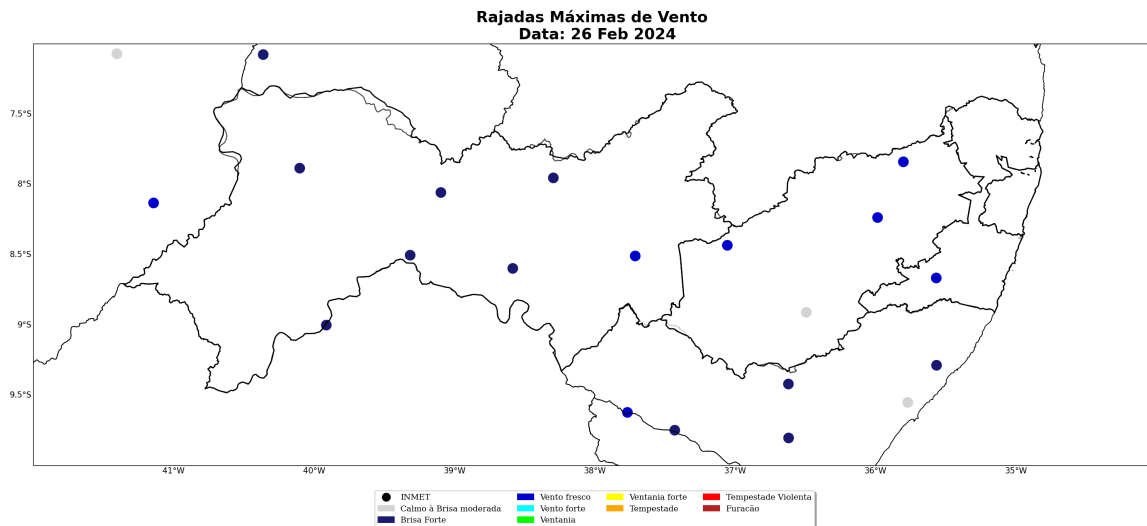 Rajadas Máximas de Vento
Data: 26 Feb 2024
7.5°S
8°S
8.5°S
9°S
9.5°S
41°W
40°W
39°W
38°W
37°W
36°W
35°W
INMET
Calmo à Brisa moderada
Brisa Forte
Vento fresco
Vento forte
Ventania
Ventania forte
Tempestade
Tempestade Violenta
Furacão